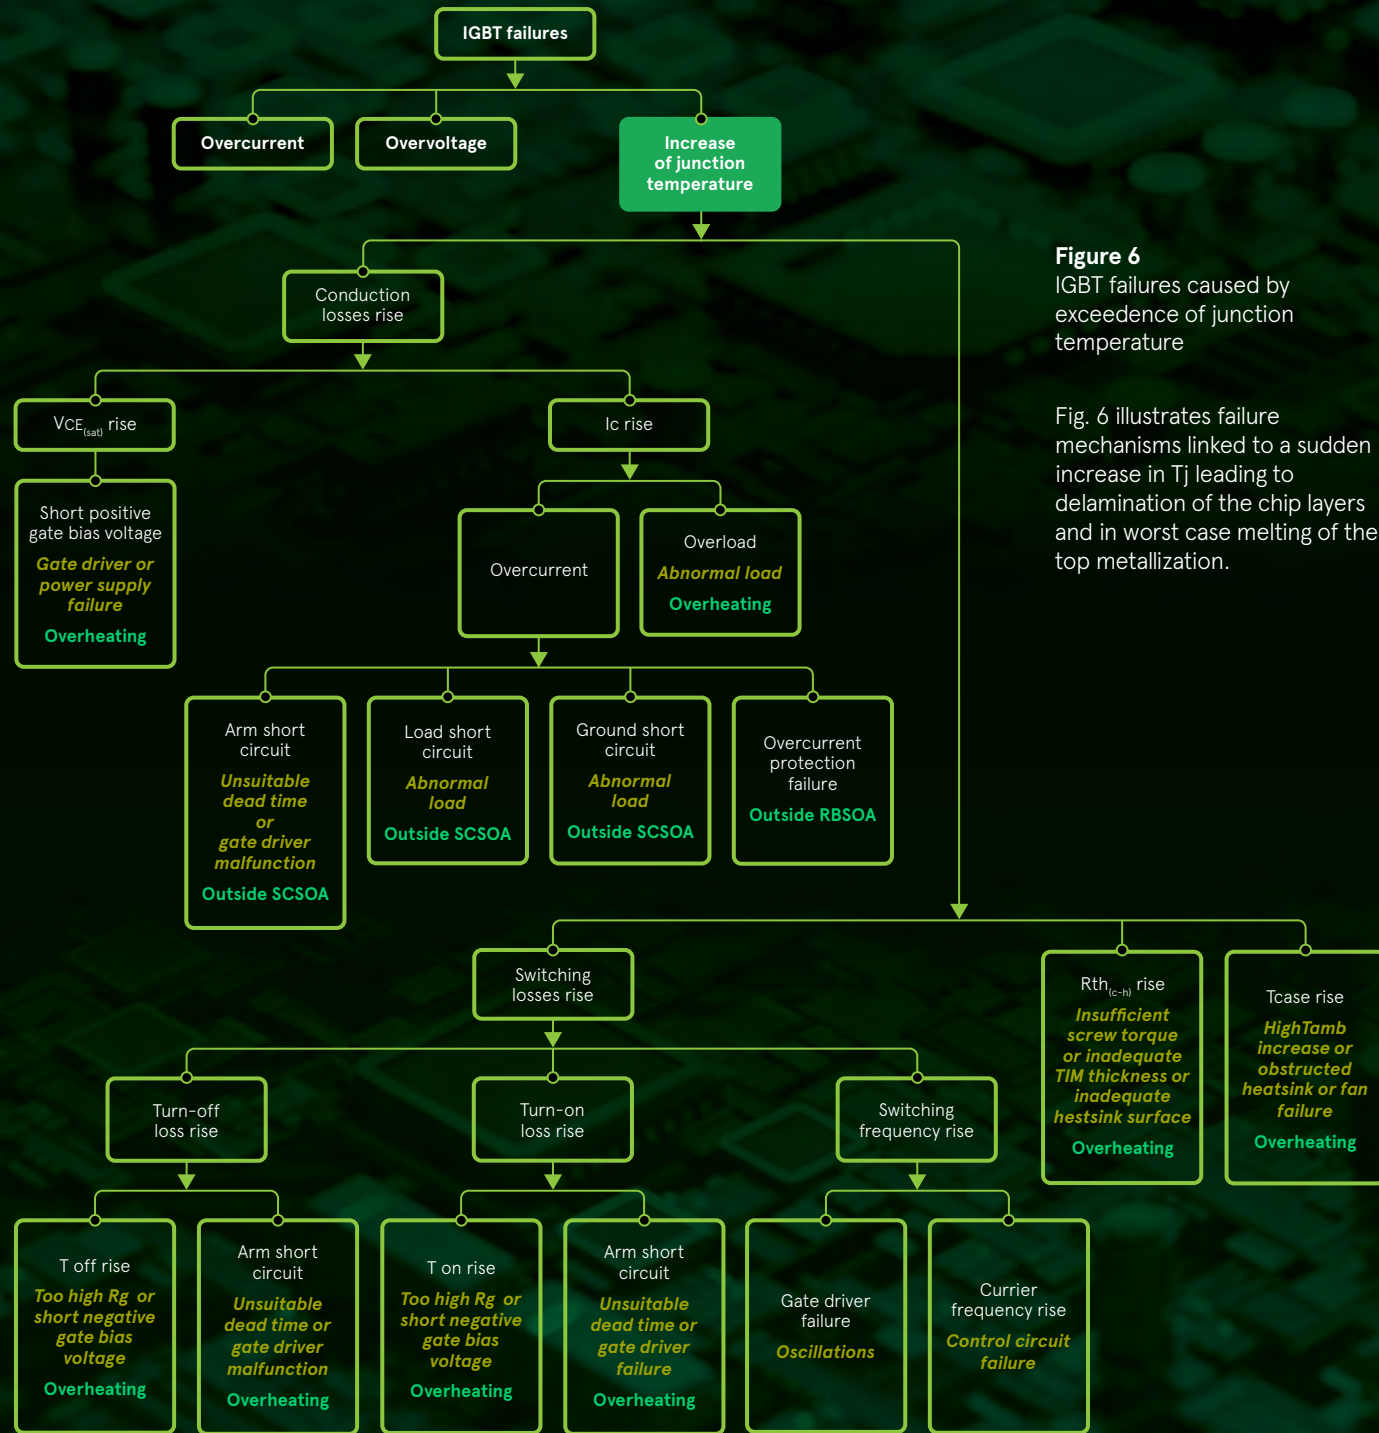 IGBT failures
Overcurrent
Overvoltage
Increase
of junction
temperature
Figure 6
IGBT failures caused by
exceedence of junction
temperature
Fig. 6 illustrates failure
mechanisms linked to a sudden
increase in Tj leading to
delamination of the chip layers
and in worst case melting of the
top metallization.
Conduction
losses rise
VCE(sat) rise
Ic rise
Short positive
gate bias voltage
Gate driver or
power supply
failure
Overheating
Overcurrent
Overload
Abnormal load
Overheating
Arm short
circuit
Unsuitable
dead time
or
gate driver
malfunction
Outside SCSOA
Load short
circuit
Abnormal
load
Outside SCSOA
Ground short
circuit
Abnormal
load
Outside SCSOA
Overcurrent
protection
failure
Outside RBSOA
Switching
losses rise
Rth(c-h) rise
Insufficient
screw torque
or inadequate
TIM thickness or
inadequate
hestsink surface
Overheating
Tcase rise
HighTamb
increase or
obstructed
heatsink or fan
failure
Overheating
Turn-off
loss rise
Turn-on
loss rise
Switching
frequency rise
T off rise
Too high Rg or
short negative
gate bias
voltage
Overheating
Arm short
circuit
Unsuitable
dead time or
gate driver
malfunction
Overheating
T on rise
Too high Rg or
short negative
gate bias
voltage
Overheating
Arm short
circuit
Unsuitable
dead time or
gate driver
failure
Overheating
Gate driver
failure
Oscillations
Currier
frequency rise
Control circuit
failure